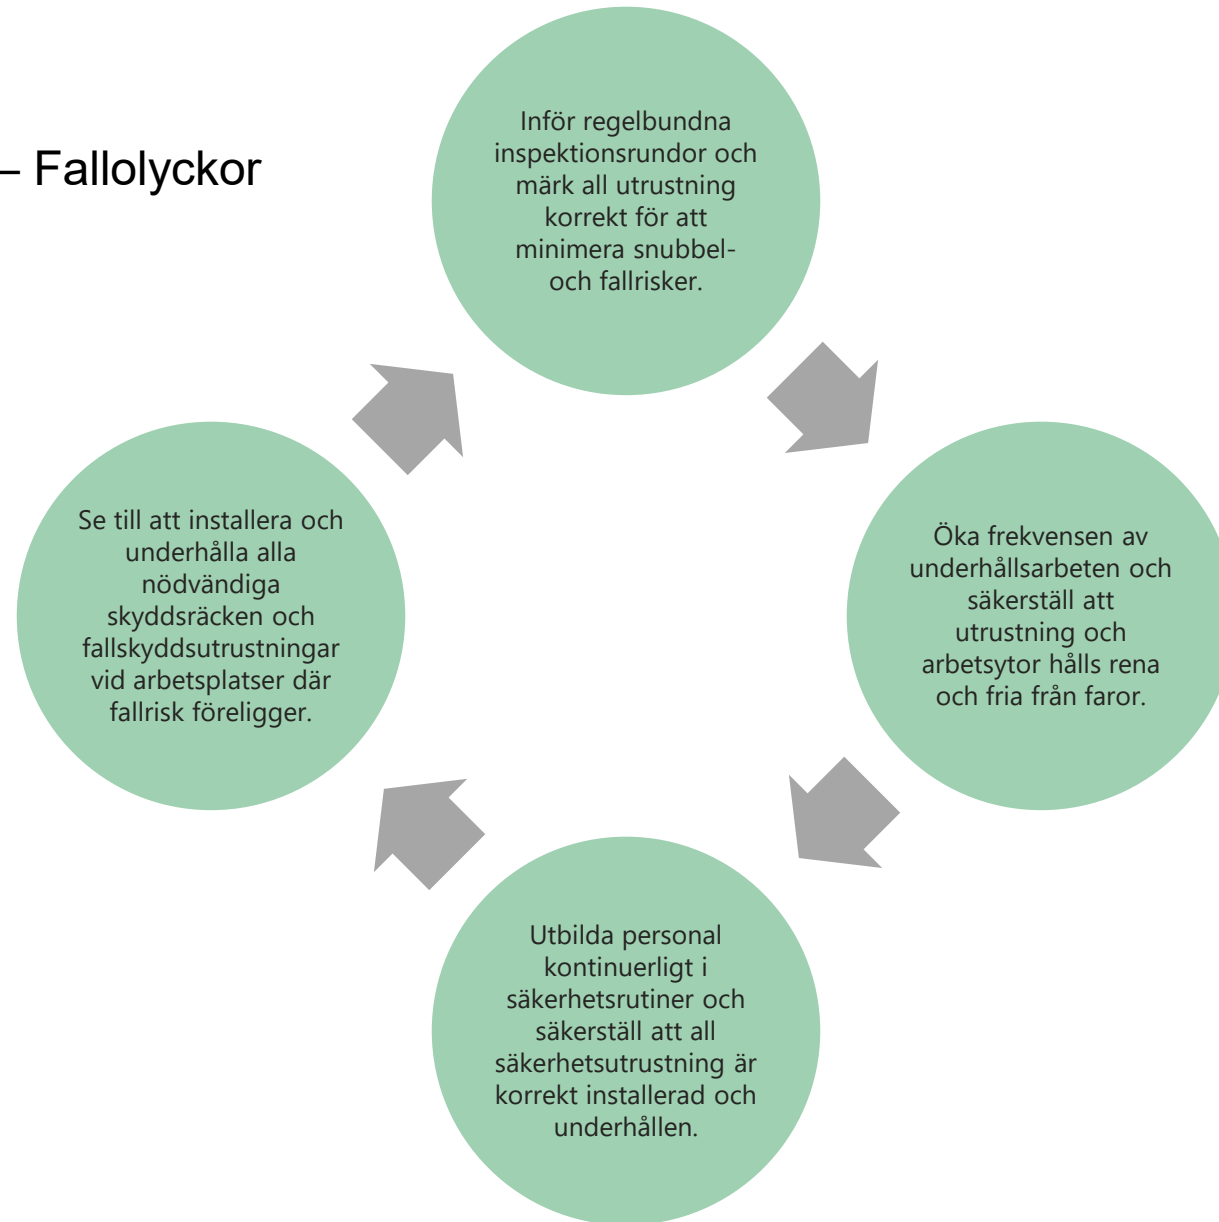 – Fallolyckor
Inför regelbundna
inspektionsrundor och
märk all utrustning
korrekt för att
minimera snubbel-
och fallrisker.
Öka frekvensen av
underhållsarbeten och
säkerställ att
utrustning och
arbetsytor hålls rena
och fria från faror.
Utbilda personal
kontinuerligt i
säkerhetsrutiner och
säkerställ att all
säkerhetsutrustning är
korrekt installerad och
underhållen.
Se till att installera och
underhålla alla
nödvändiga
skyddsräcken och
fallskyddsutrustningar
vid arbetsplatser där
fallrisk föreligger.